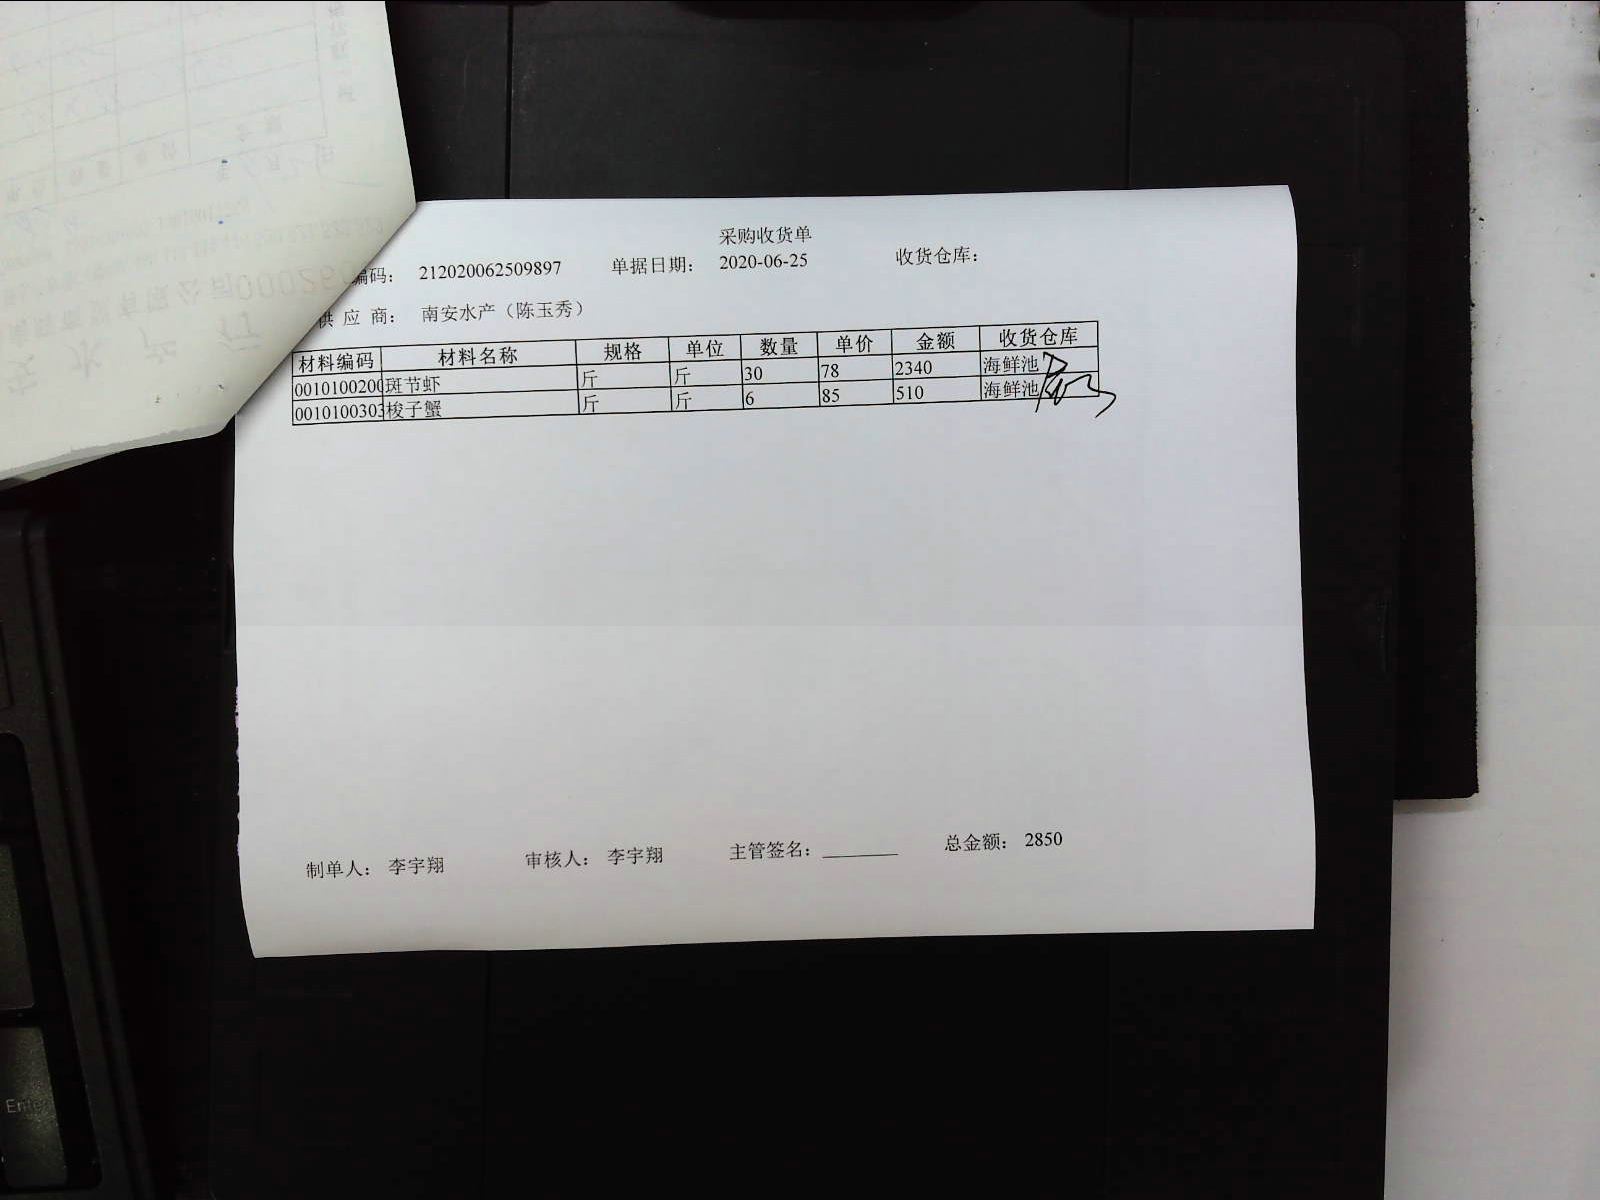 采购收货单
编码： 212020062509897 单据日期： 2020-06-25 收货仓库：
供 应 商： 南安水产（陈玉秀）
材料编码 材料名称 规格 单位 数量 单价 金额 收货仓库
0010100200 斑节虾 斤 斤 30 78 2340 海鲜池
0010100303 梭子蟹 斤 斤 6 85 510 海鲜池
制单人： 李宇翔 审核人： 李宇翔 主管签名： 总金额： 2850
Enter